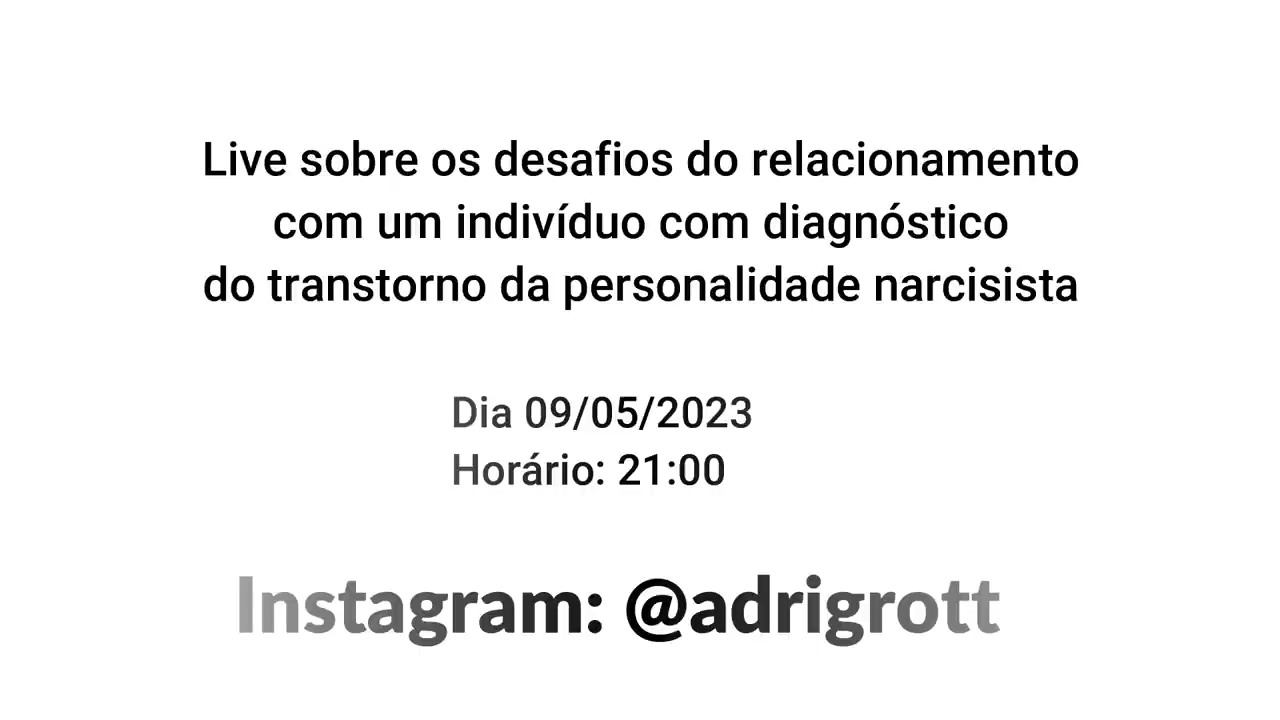 Live sobre os desafios do relacionamento
com um indivíduo com diagnóstico
do transtorno da personalidade narcisista
Dia 09/05/2023
Horário: 21:00
Instagram: @adrigrott